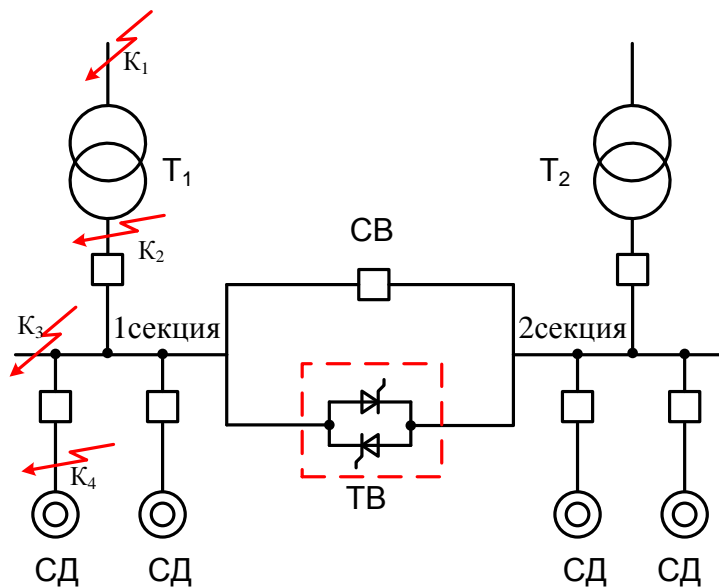 К₁
Т₁
Т₂
К₂
СВ
К₃
1секция
2секция
К₄
ТВ
СД
СД
СД
СД